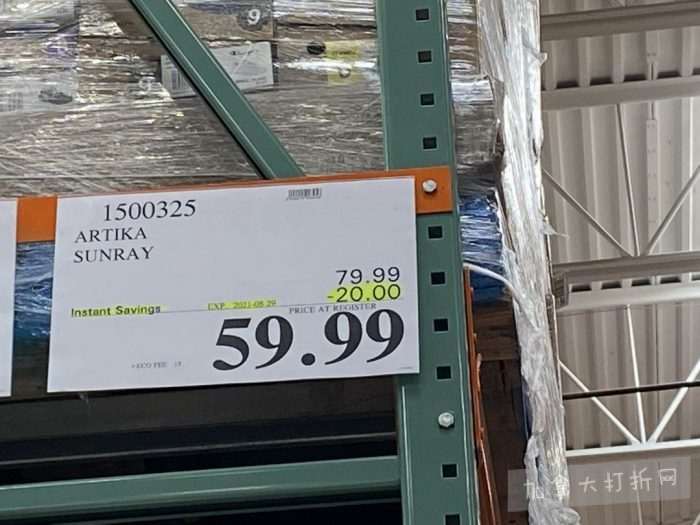 9
1500325
ARTIKA
SUNRAY
79.99
-20.00
Instant Savings EXP. 2021-08-29 PRICE AT REGISTER
59.99
+ECO FEE .15
加拿大打折网